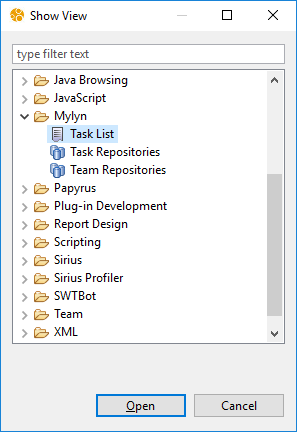 Show View
type filter text
Java Browsing
JavaScript
Mylyn
Task List
Task Repositories
Team Repositories
Papyrus
Plug-in Development
Report Design
Scripting
Sirius
Sirius Profiler
SWTBot
Team
XML
Open Cancel